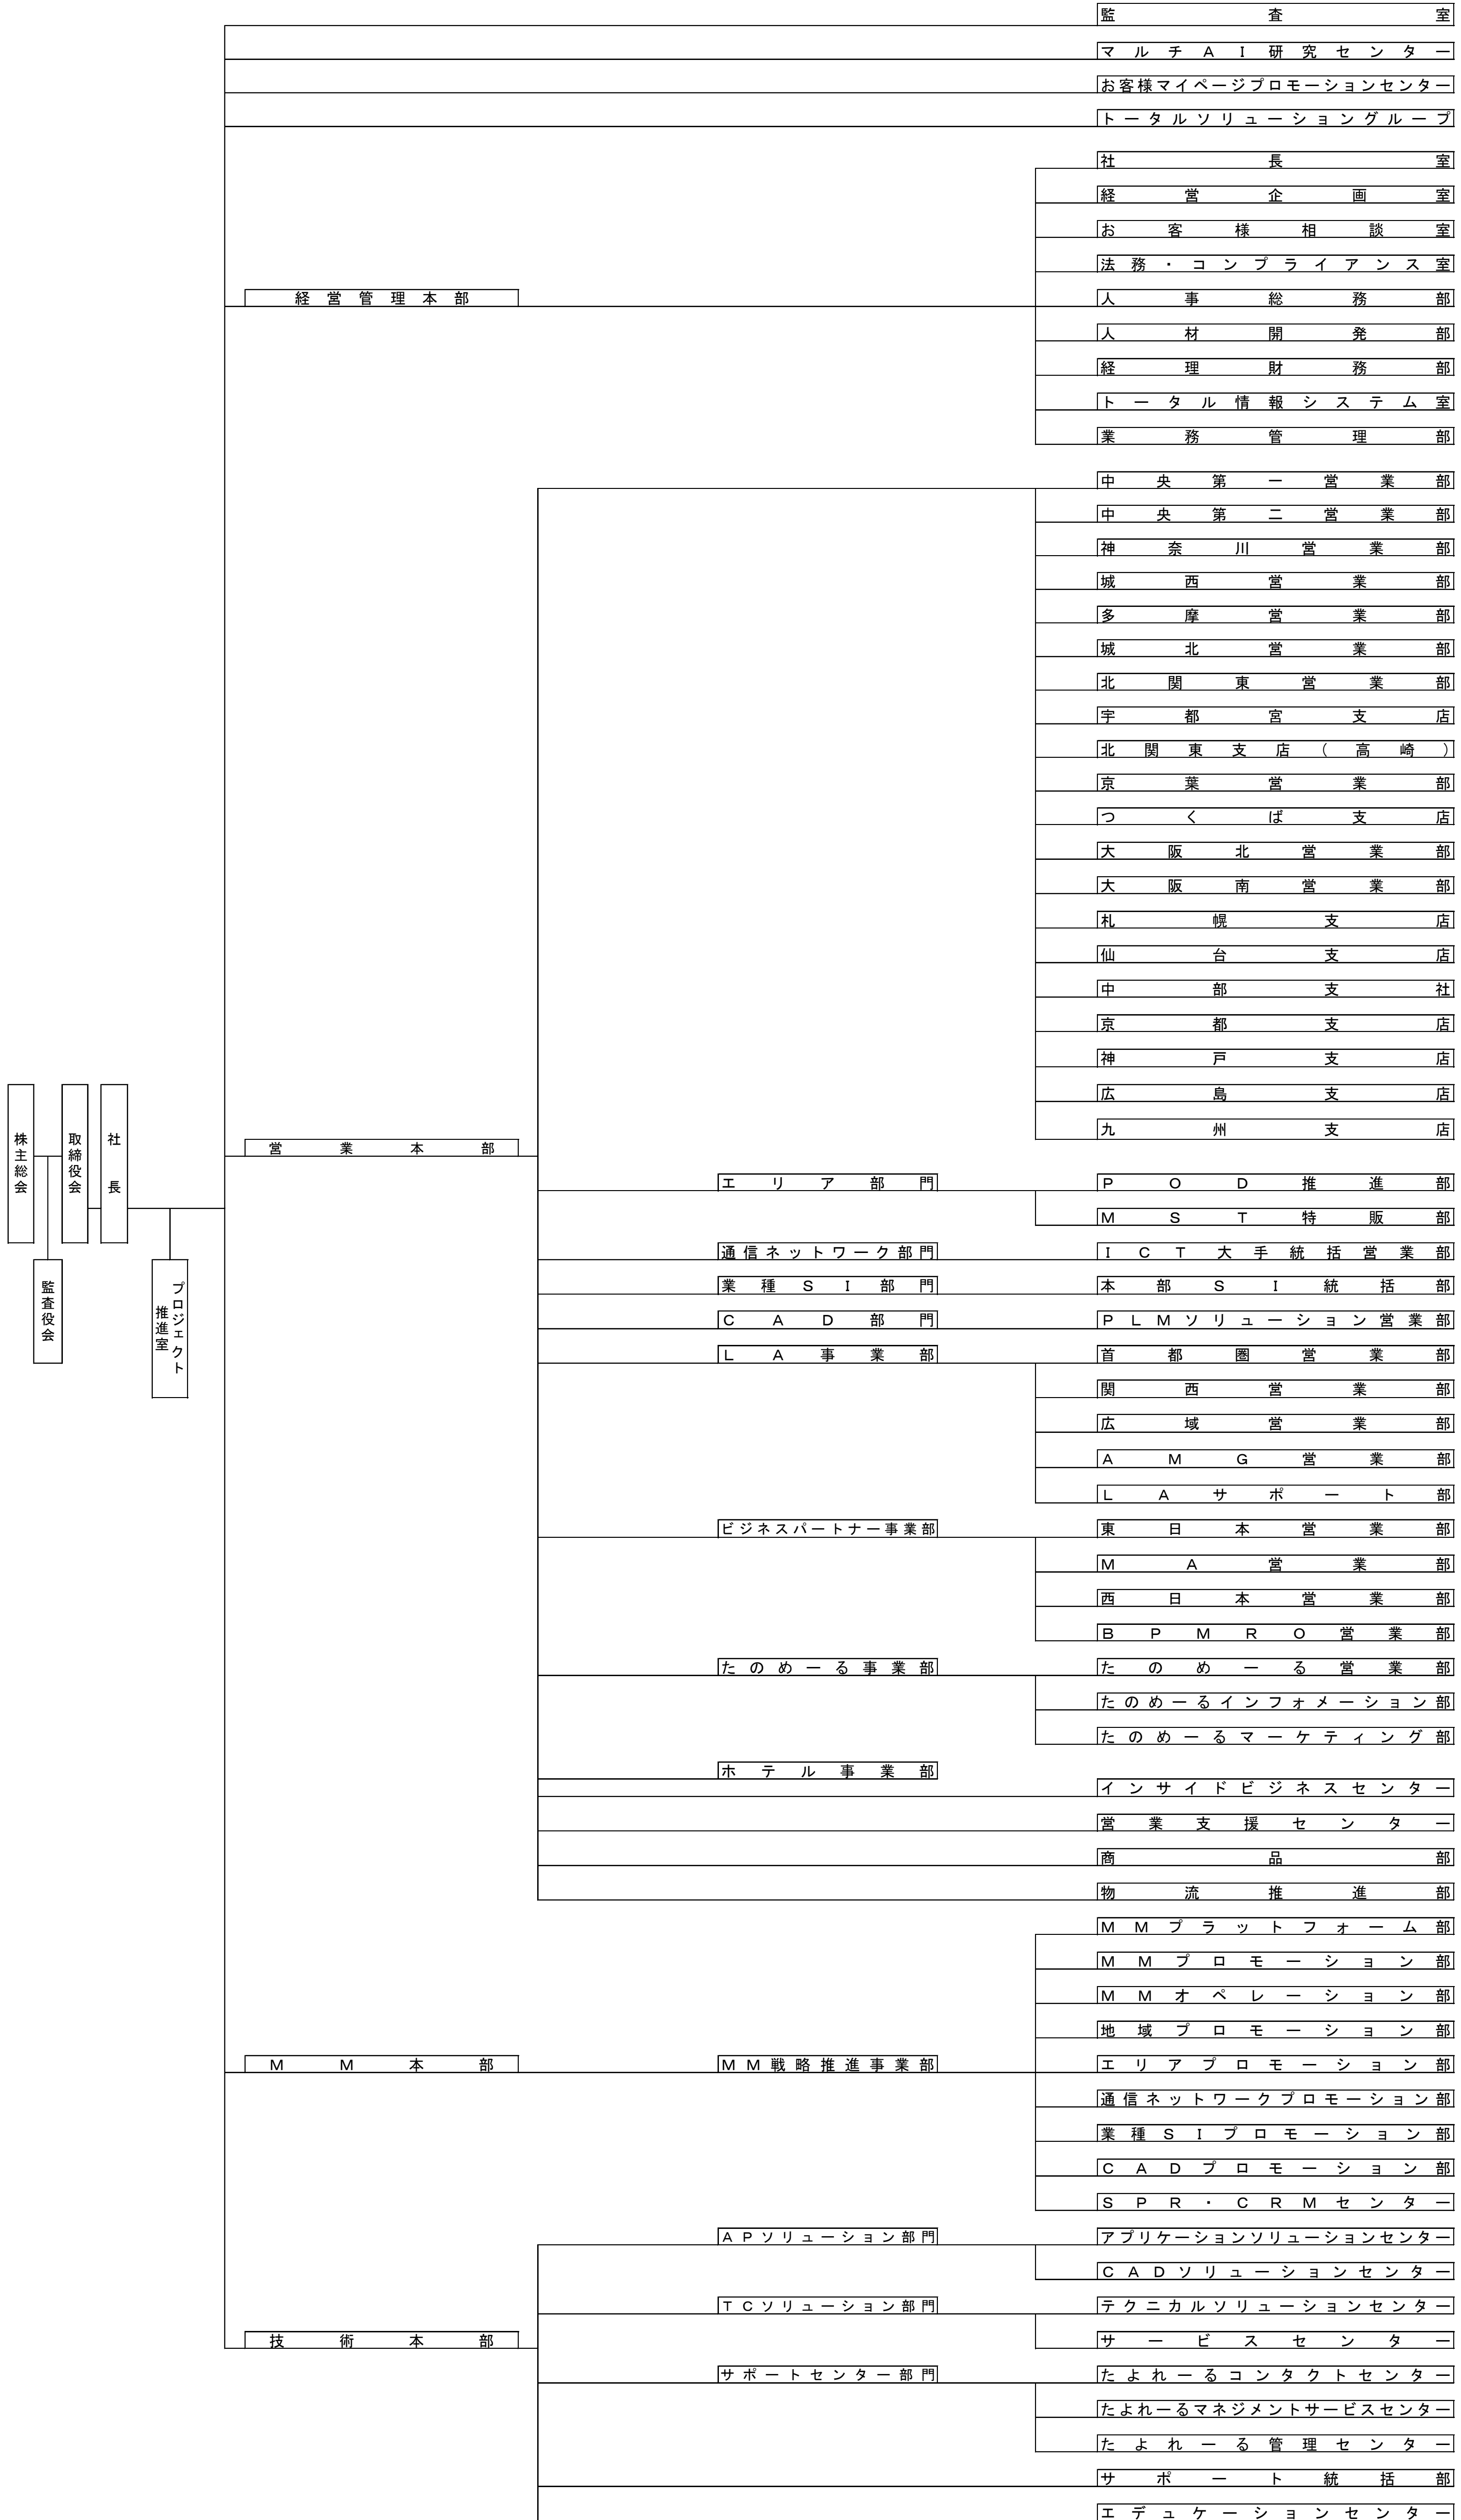 監査室
マルチＡＩ研究センター
お客様マイページプロモーションセンター
トータルソリューショングループ
社長室
経営企画室
お客様相談室
法務・コンプライアンス室
経営管理本部
人事総務部
人材開発部
経理財務部
トータル情報システム室
業務管理部
中央第一営業部
中央第二営業部
神奈川営業部
城西営業部
多摩営業部
城北営業部
北関東営業部
宇都宮支店
北関東支店（高崎）
京葉営業部
つくば支店
大阪北営業部
大阪南営業部
札幌支店
仙台支店
中部支社
京都支店
神戸支店
広島支店
九州支店
株主総会
取締役会
社長
監査役会
プロジェクト
推進室
営業本部
エリア部門
ＰＯＤ推進部
ＭＳＴ特販部
通信ネットワーク部門
ＩＣＴ大手統括営業部
業種ＳＩ部門
本部ＳＩ統括部
ＣＡＤ部門
ＰＬＭソリューション営業部
ＬＡ事業部
首都圏営業部
関西営業部
広域営業部
ＡＭＧ営業部
ＬＡサポート部
ビジネスパートナー事業部
東日本営業部
ＭＡ営業部
西日本営業部
ＢＰＭＲＯ営業部
たのめーる事業部
たのめーる営業部
たのめーるインフォメーション部
たのめーるマーケティング部
ホテル事業部
インサイドビジネスセンター
営業支援センター
商品部
物流推進部
ＭＭプラットフォーム部
ＭＭプロモーション部
ＭＭオペレーション部
地域プロモーション部
ＭＭ本部
ＭＭ戦略推進事業部
エリアプロモーション部
通信ネットワークプロモーション部
業種ＳＩプロモーション部
ＣＡＤプロモーション部
ＳＰＲ・ＣＲＭセンター
ＡＰソリューション部門
アプリケーションソリューションセンター
ＣＡＤソリューションセンター
ＴＣソリューション部門
テクニカルソリューションセンター
技術本部
サービスセンター
サポートセンター部門
たよれーるコンタクトセンター
たよれーるマネジメントサービスセンター
たよれーる管理センター
サポート統括部
エデュケーションセンター